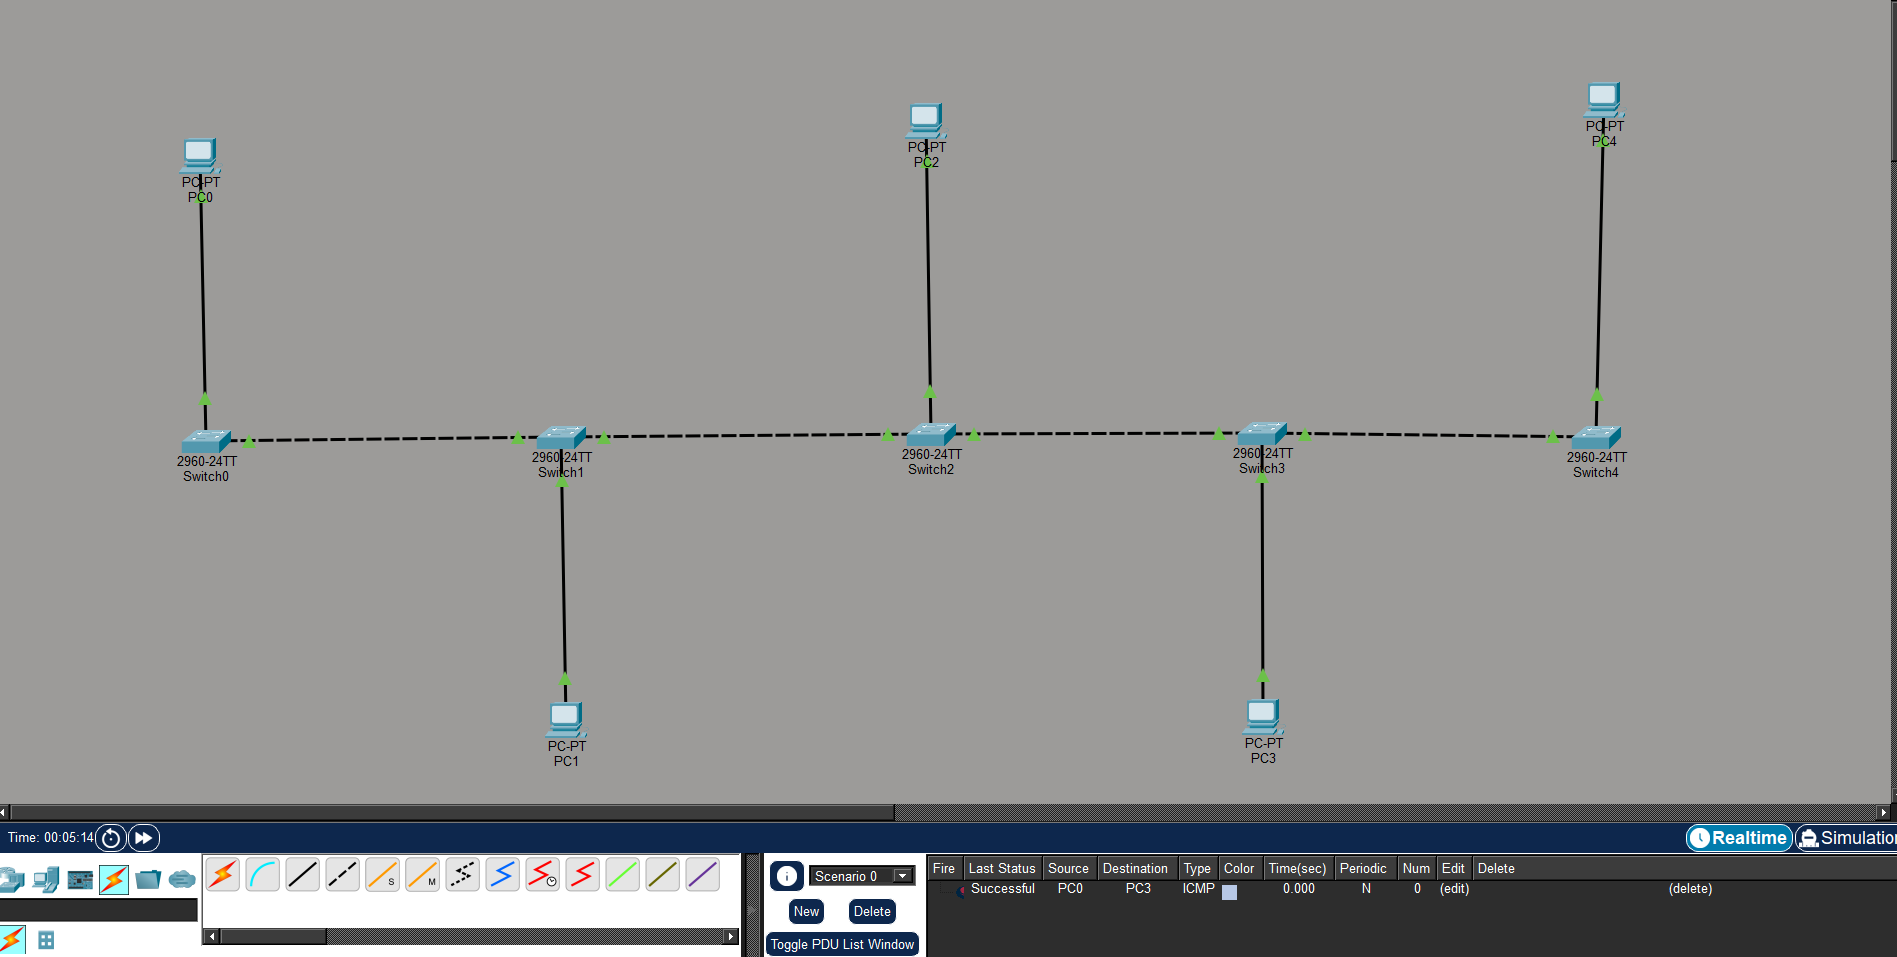 PC-PT
PC4
PC-PT
PC2
PC-PT
PC0
2960-24TT
Switch0
2960-24TT
Switch1
2960-24TT
Switch2
2960-24TT
Switch3
2960-24TT
Switch4
PC-PT
PC1
PC-PT
PC3
Time: 00:05:14
Realtime
Simulation
S
M
Scenario 0
New
Delete
Toggle PDU List Window
Fire Last Status Source Destination Type Color Time(sec) Periodic Num Edit Delete
Successful PC0 PC3 ICMP 0.000 N 0 (edit) (delete)